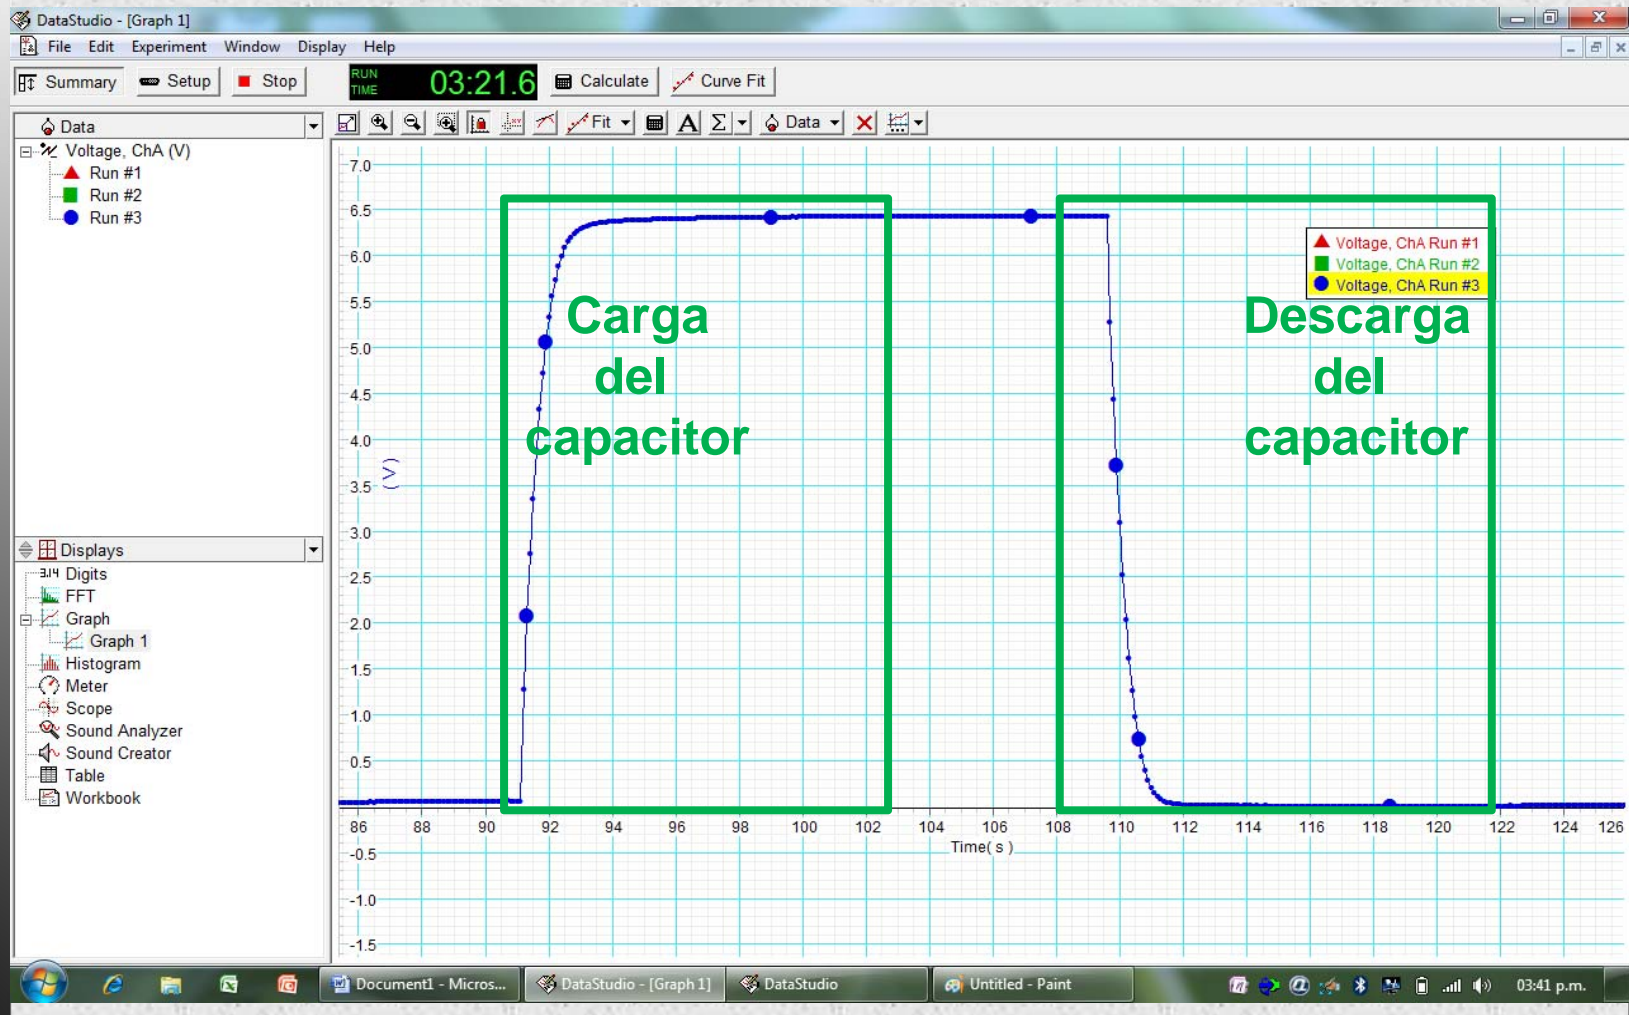 DataStudio - [Graph 1]
File Edit Experiment Window Display Help
Summary Setup Stop RUN TIME 03:21.6 Calculate Curve Fit
Data
Fit A Σ Data
Voltage, ChA (V)
Run #1
Run #2
Run #3
Displays
3.14 Digits
FFT
Graph
Graph 1
Histogram
Meter
Scope
Sound Analyzer
Sound Creator
Table
Workbook
7.0
6.5
6.0
5.5
5.0
4.5
4.0
3.5
3.0
2.5
2.0
1.5
1.0
0.5
-0.5
-1.0
-1.5
(V)
Carga
del
capacitor
Voltage, ChA Run #1
Voltage, ChA Run #2
Voltage, ChA Run #3
Descarga
del
capacitor
86 88 90 92 94 96 98 100 102 104 106 108 110 112 114 116 118 120 122 124 126
Time( s )
Document1 - Micros... DataStudio - [Graph 1] DataStudio Untitled - Paint 03:41 p.m.